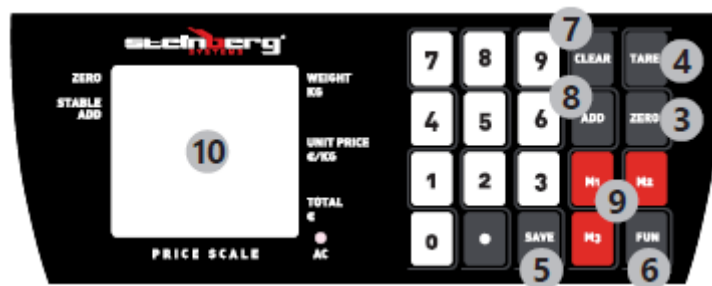 steinberg
SYSTEMS
ZERO
STABLE
ADD
10
WEIGHT
KG
UNIT PRICE
€/KG
TOTAL
€
AC
PRICE SCALE
7 8 9 CLEAR TARE
7
4
4 5 6 ADD ZERO
8
3
1 2 3 M1 M2
9
0 • SAVE M3 FUN
5
6